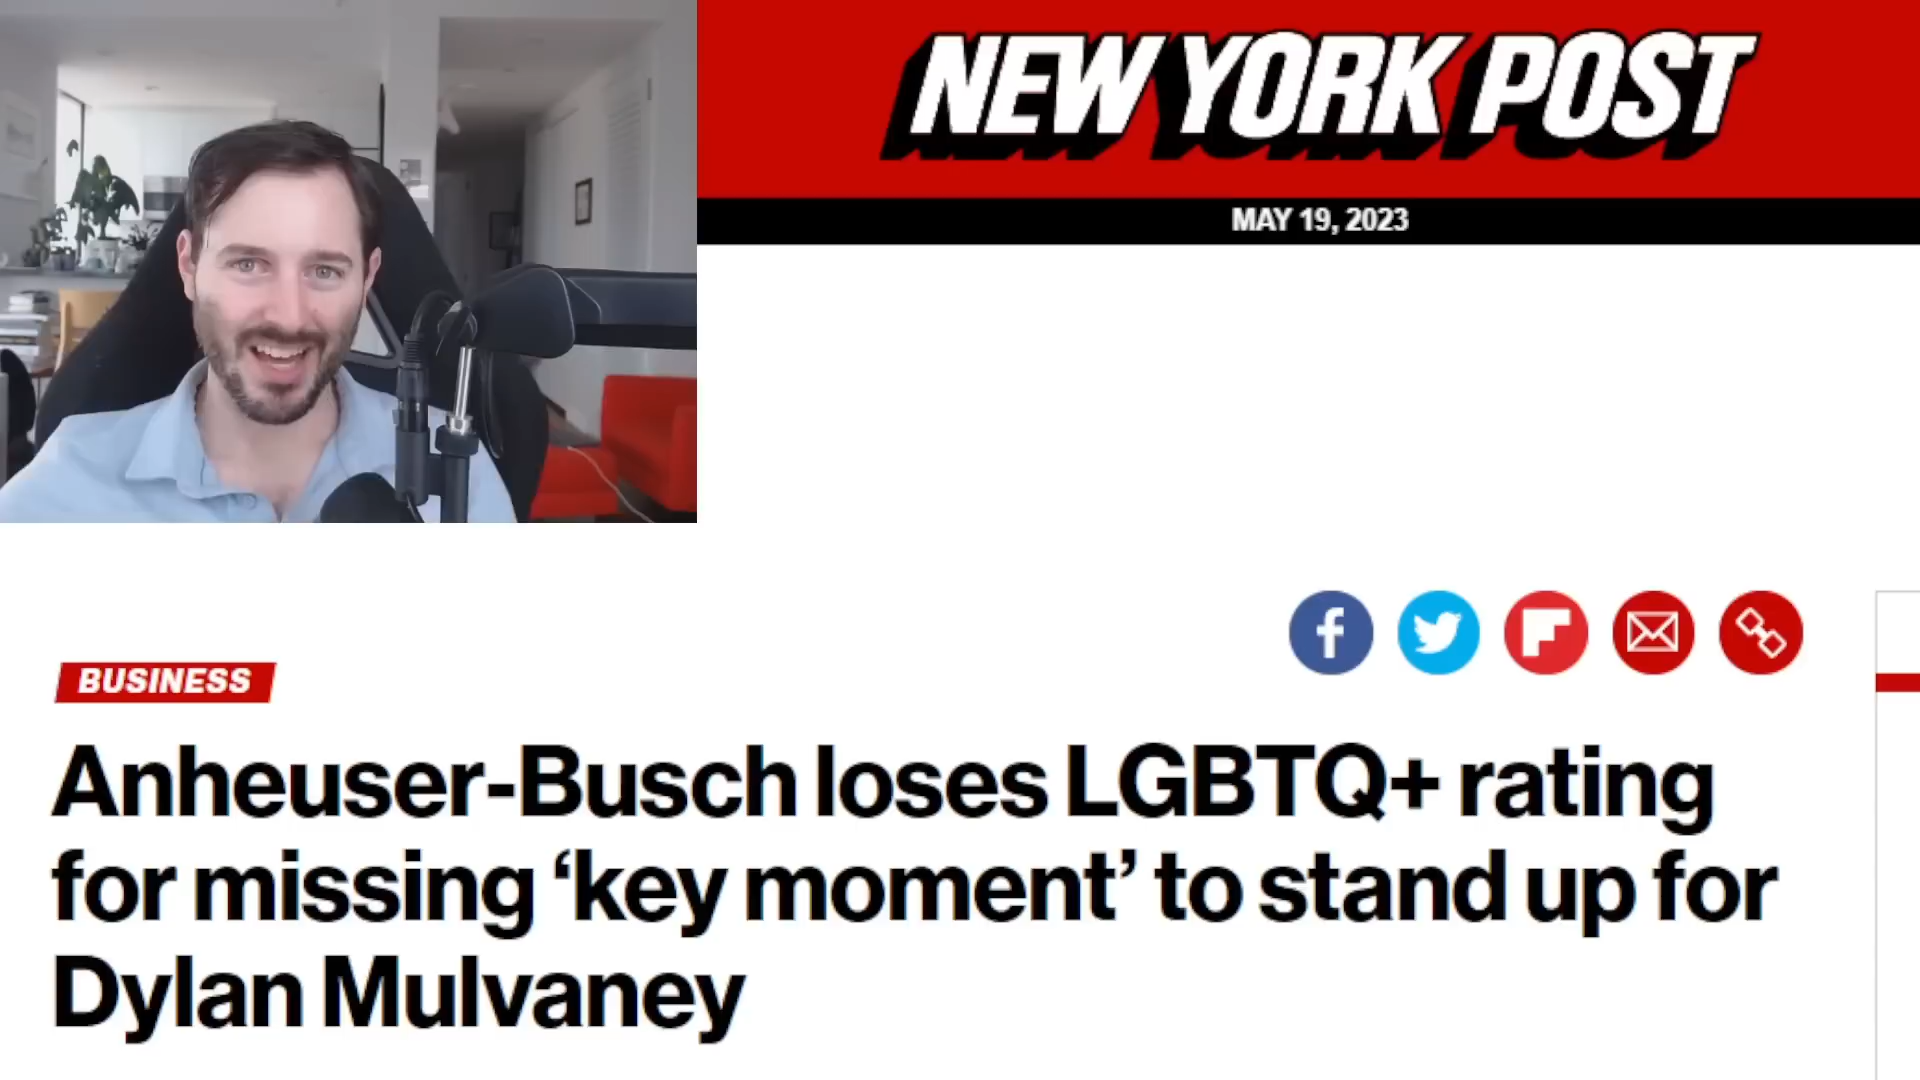 NEW YORK POST
MAY 19, 2023
BUSINESS
Anheuser-Busch loses LGBTQ+ rating
for missing ‘key moment’ to stand up for
Dylan Mulvaney